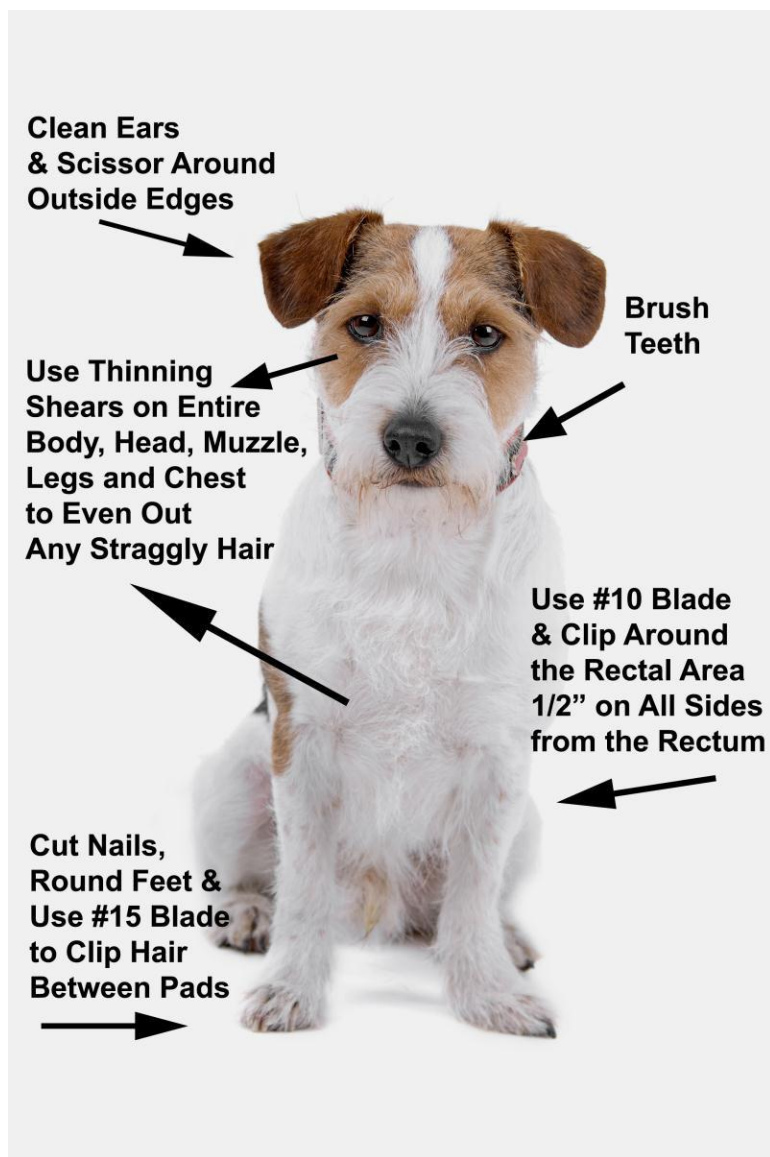 Clean Ears
& Scissor Around
Outside Edges
Brush
Teeth
Use Thinning
Shears on Entire
Body, Head, Muzzle,
Legs and Chest
to Even Out
Any Straggly Hair
Use #10 Blade
& Clip Around
the Rectal Area
1/2” on All Sides
from the Rectum
Cut Nails,
Round Feet &
Use #15 Blade
to Clip Hair
Between Pads